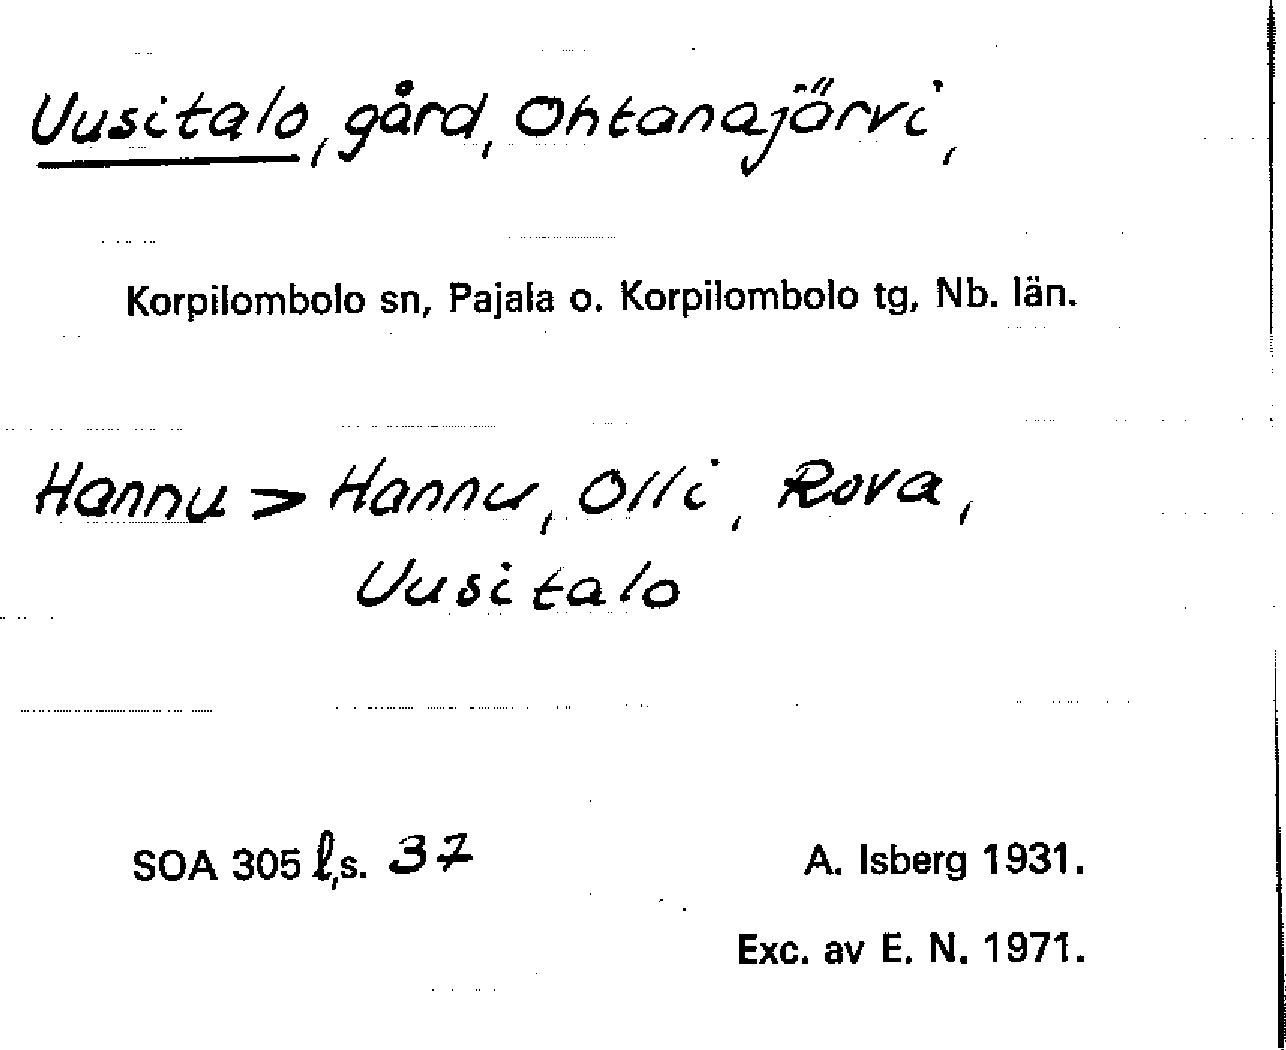 Uusitalo, gård, Ohtanajärvi,
Korpilombolo sn, Pajala o. Korpilombolo tg, Nb. län.
Hannu > Hannu, Olli, Rova,
Uusitalo
SOA 305 l,s. 37
A. Isberg 1931.
Exc. av E. N. 1971.